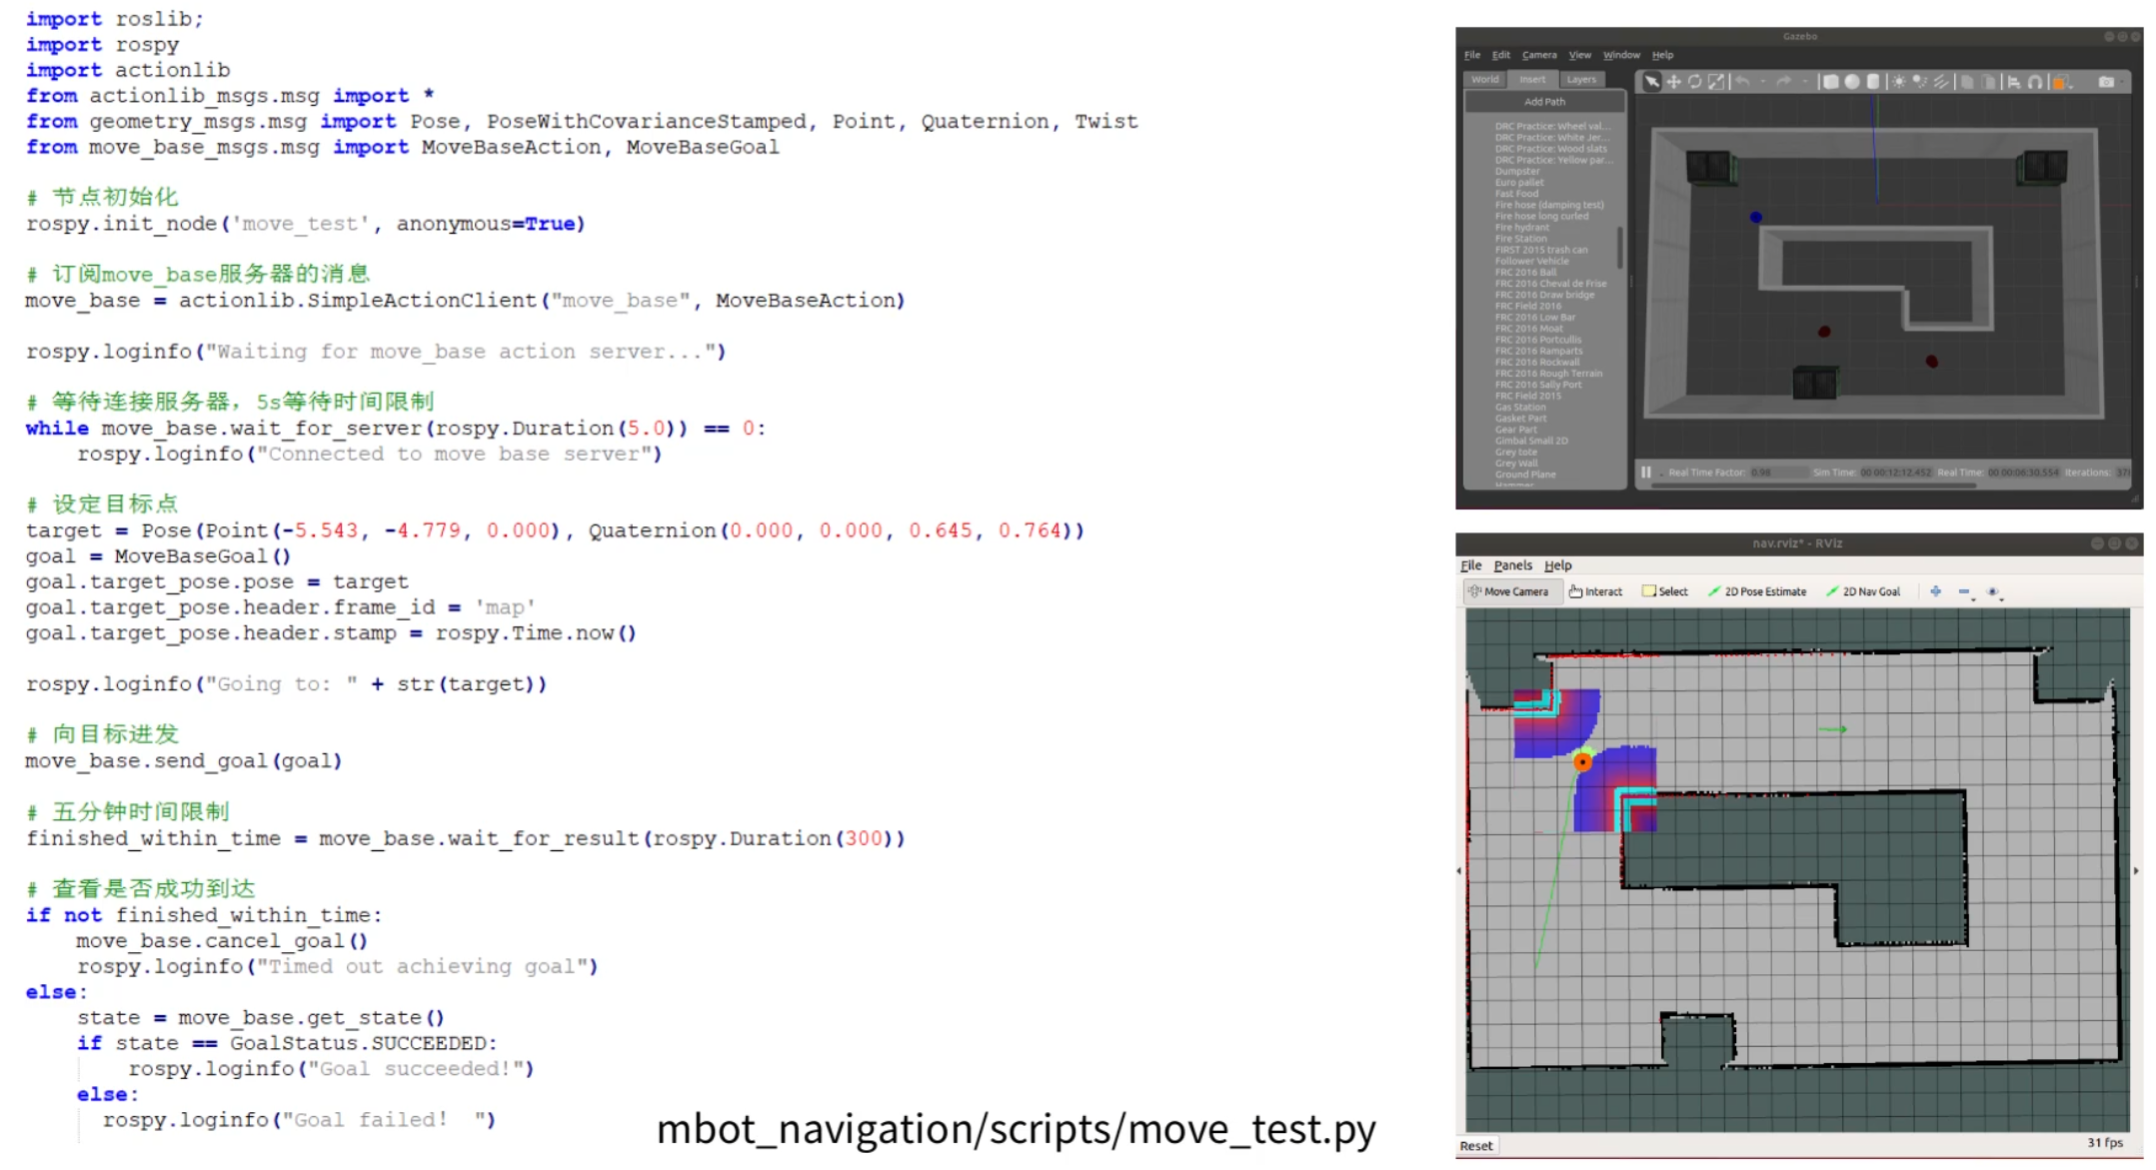 import roslib;
import rospy
import actionlib
from actionlib_msgs.msg import *
from geometry_msgs.msg import Pose, PoseWithCovarianceStamped, Point, Quaternion, Twist
from move_base_msgs.msg import MoveBaseAction, MoveBaseGoal
# 节点初始化
rospy.init_node('move_test', anonymous=True)
# 订阅move_base服务器的消息
move_base = actionlib.SimpleActionClient("move_base", MoveBaseAction)
rospy.loginfo("Waiting for move_base action server...")
# 等待连接服务器，5s等待时间限制
while move_base.wait_for_server(rospy.Duration(5.0)) == 0:
    rospy.loginfo("Connected to move base server")
# 设定目标点
target = Pose(Point(-5.543, -4.779, 0.000), Quaternion(0.000, 0.000, 0.645, 0.764))
goal = MoveBaseGoal()
goal.target_pose.pose = target
goal.target_pose.header.frame_id = 'map'
goal.target_pose.header.stamp = rospy.Time.now()
rospy.loginfo("Going to: " + str(target))
# 向目标进发
move_base.send_goal(goal)
# 五分钟时间限制
finished_within_time = move_base.wait_for_result(rospy.Duration(300))
# 查看是否成功到达
if not finished_within_time:
    move_base.cancel_goal()
    rospy.loginfo("Timed out achieving goal")
else:
    state = move_base.get_state()
    if state == GoalStatus.SUCCEEDED:
        rospy.loginfo("Goal succeeded!")
    else:
      rospy.loginfo("Goal failed!  ")
mbot_navigation/scripts/move_test.py
Gazebo
File Edit Camera View Window Help
World Insert Layers
Add Path
DRC Practice: Wheel val...
DRC Practice: White Jer...
DRC Practice: Wood slats
DRC Practice: Yellow par...
Dumpster
Euro pallet
Fast Food
Fire hose (damping test)
Fire hose long curled
Fire hydrant
Fire Station
FIRST 2015 trash can
Follower Vehicle
FRC 2016 Ball
FRC 2016 Cheval de Frise
FRC 2016 Draw bridge
FRC Field 2016
FRC 2016 Low Bar
FRC 2016 Moat
FRC 2016 Portcullis
FRC 2016 Ramparts
FRC 2016 Rockwall
FRC 2016 Rough Terrain
FRC 2016 Sally Port
FRC Field 2015
Gas Station
Gasket Part
Gear Part
Gimbal Small 2D
Grey tote
Grey Wall
Ground Plane
Real Time Factor: 0.98 Sim Time: 00 00:12:12.452 Real Time: 00 00:06:30.554 Iterations:
nav.rviz* - RViz
File Panels Help
Move Camera Interact Select 2D Pose Estimate 2D Nav Goal
Reset
31 fps